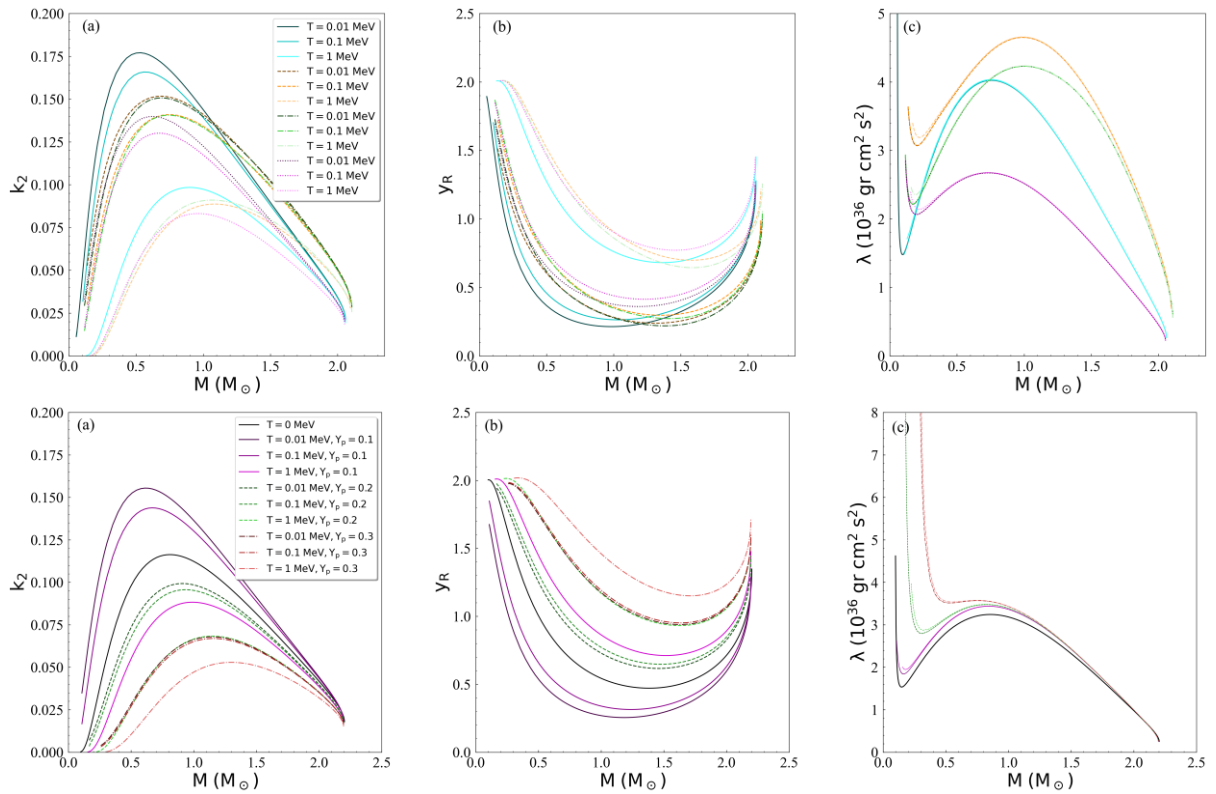 (a)
0.200
0.175
0.150
0.125
0.100
0.075
0.050
0.025
0.000
k₂
0.0 0.5 1.0 1.5 2.0
M (M⊙)
T = 0.01 MeV
T = 0.1 MeV
T = 1 MeV
T = 0.01 MeV
T = 0.1 MeV
T = 1 MeV
T = 0.01 MeV
T = 0.1 MeV
T = 1 MeV
T = 0.01 MeV
T = 0.1 MeV
T = 1 MeV
(b)
2.5
2.0
1.5
1.0
0.5
0.0
y_R
0.0 0.5 1.0 1.5 2.0
M (M⊙)
(c)
5
4
3
2
1
0
λ (10³⁶ gr cm² s²)
0.0 0.5 1.0 1.5 2.0
M (M⊙)
(a)
0.200
0.175
0.150
0.125
0.100
0.075
0.050
0.025
0.000
k₂
0.0 0.5 1.0 1.5 2.0 2.5
M (M⊙)
T = 0 MeV
T = 0.01 MeV, Yₚ = 0.1
T = 0.1 MeV, Yₚ = 0.1
T = 1 MeV, Yₚ = 0.1
T = 0.01 MeV, Yₚ = 0.2
T = 0.1 MeV, Yₚ = 0.2
T = 1 MeV, Yₚ = 0.2
T = 0.01 MeV, Yₚ = 0.3
T = 0.1 MeV, Yₚ = 0.3
T = 1 MeV, Yₚ = 0.3
(b)
2.5
2.0
1.5
1.0
0.5
0.0
y_R
0.0 0.5 1.0 1.5 2.0 2.5
M (M⊙)
(c)
8
7
6
5
4
3
2
1
0
λ (10³⁶ gr cm² s²)
0.0 0.5 1.0 1.5 2.0 2.5
M (M⊙)